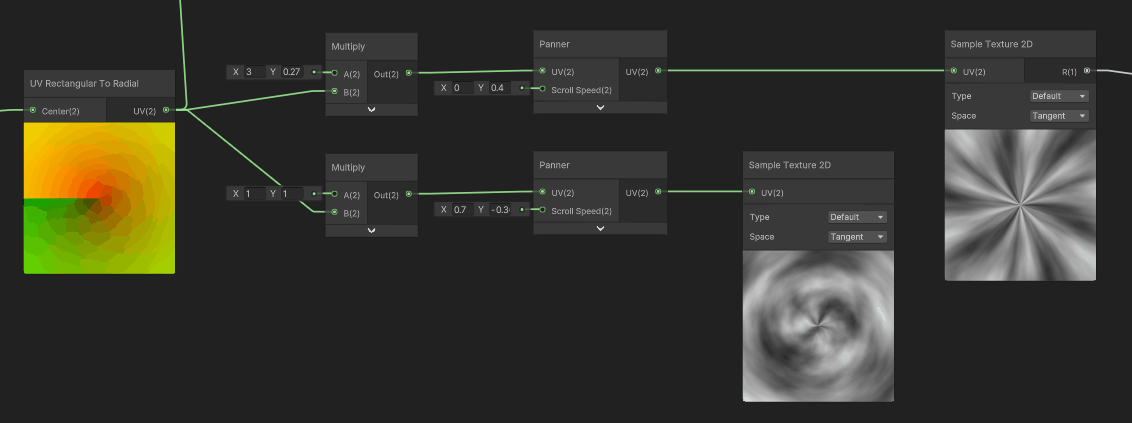 UV Rectangular To Radial
Center(2) UV(2)
Multiply
X 3 Y 0.27 A(2) Out(2)
B(2)
Panner
UV(2) UV(2)
X 0 Y 0.4 Scroll Speed(2)
Sample Texture 2D
UV(2) R(1)
Type Default
Space Tangent
Multiply
X 1 Y 1 A(2) Out(2)
B(2)
Panner
UV(2) UV(2)
X 0.7 Y -0.3 Scroll Speed(2)
Sample Texture 2D
UV(2)
Type Default
Space Tangent